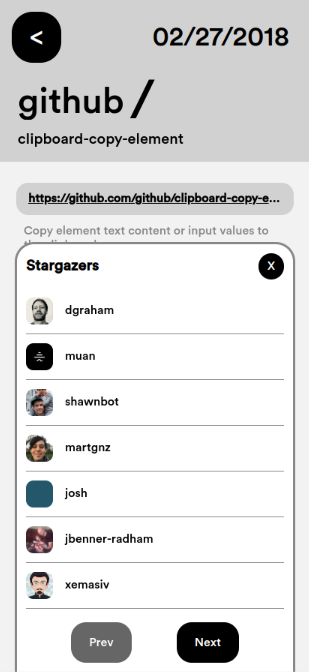 <
02/27/2018
github /
clipboard-copy-element
https://github.com/github/clipboard-copy-e...
Copy element text content or input values to
Stargazers
X
dgraham
muan
shawnbot
martgnz
josh
jbenner-radham
xemasiv
Prev
Next